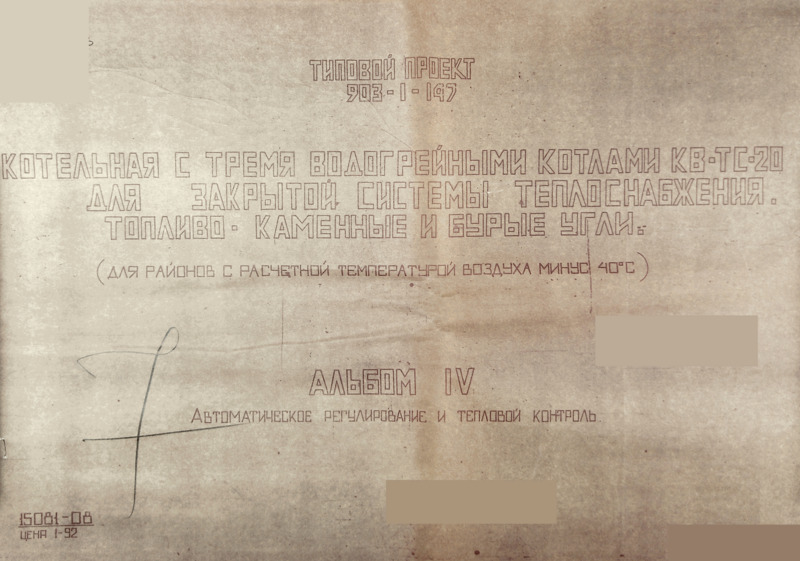 ТИПОВОЙ ПРОЕКТ
903-1-147
КОТЕЛЬНАЯ С ТРЕМЯ ВОДОГРЕЙНЫМИ КОТЛАМИ КВ-ТС-20
ДЛЯ ЗАКРЫТОЙ СИСТЕМЫ ТЕПЛОСНАБЖЕНИЯ.
ТОПЛИВО - КАМЕННЫЕ И БУРЫЕ УГЛИ.
(ДЛЯ РАЙОНОВ С РАСЧЕТНОЙ ТЕМПЕРАТУРОЙ ВОЗДУХА МИНУС 40°С)
АЛЬБОМ IV
АВТОМАТИЧЕСКОЕ РЕГУЛИРОВАНИЕ И ТЕПЛОВОЙ КОНТРОЛЬ.
15081-08
ЦЕНА 1-92